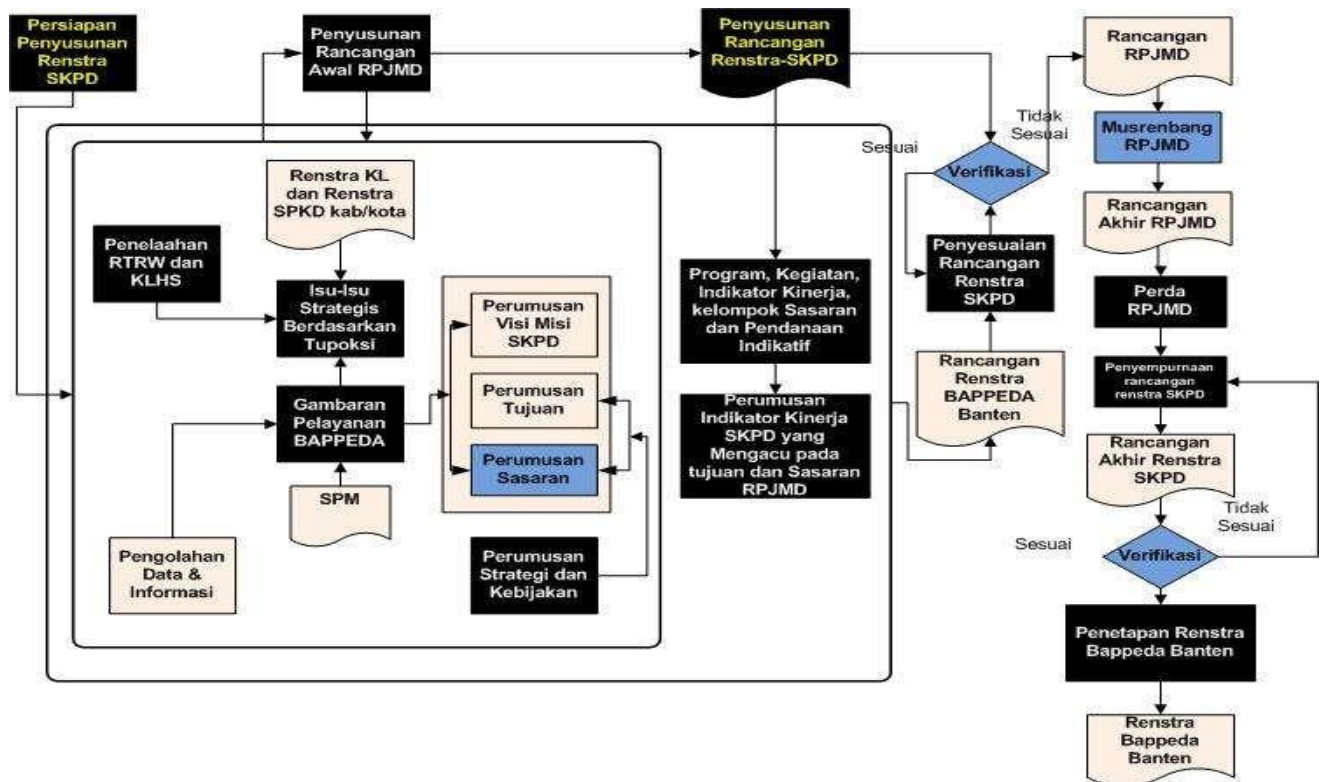 Persiapan
Penyusunan
Renstra
SKPD
Penyusunan
Rancangan
Awal RPJMD
Penyusunan
Rancangan
Renstra-SKPD
Rancangan
RPJMD
Tidak
Sesuai
Sesuai
Verifikasi
Musrenbang
RPJMD
Rancangan
Akhir RPJMD
Renstra KL
dan Renstra
SPKD kab/kota
Penelaahan
RTRW dan
KLHS
Isu-Isu
Strategis
Berdasarkan
Tupoksi
Perumusan
Visi Misi
SKPD
Perumusan
Tujuan
Perumusan
Sasaran
Gambaran
Pelayanan
BAPPEDA
SPM
Pengolahan
Data &
Informasi
Perumusan
Strategi dan
Kebijakan
Program, Kegiatan,
Indikator Kinerja,
kelompok Sasaran
dan Pendanaan
Indikatif
Perumusan
Indikator Kinerja
SKPD yang
Mengacu pada
tujuan dan Sasaran
RPJMD
Penyesuaian
Rancangan
Renstra
SKPD
Rancangan
Renstra
BAPPEDA
Banten
Perda
RPJMD
Penyempurnaan
rancangan
renstra SKPD
Rancangan
Akhir Renstra
SKPD
Tidak
Sesuai
Sesuai
Verifikasi
Penetapan Renstra
Bappeda Banten
Renstra
Bappeda
Banten